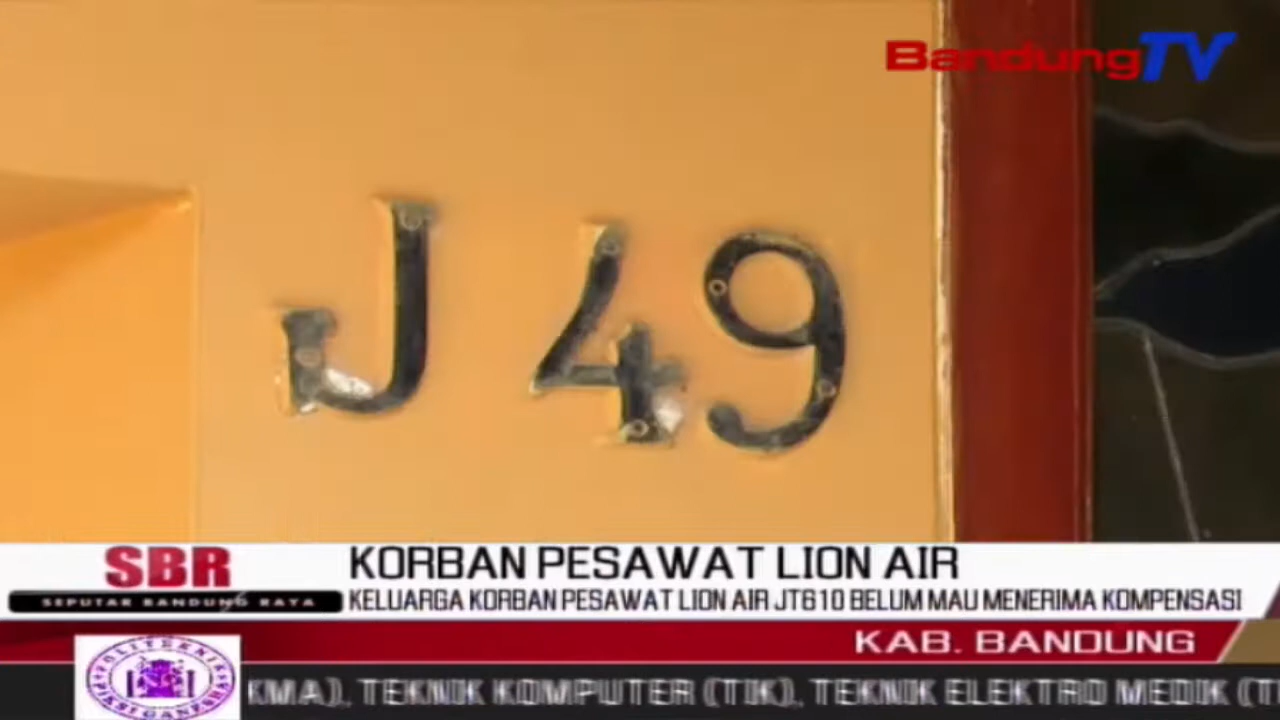 BandungTV
J 49
SBR
SEPUTAR BANDUNG RAYA
KORBAN PESAWAT LION AIR
KELUARGA KORBAN PESAWAT LION AIR JT610 BELUM MAU MENERIMA KOMPENSASI
KAB. BANDUNG
KMA), TEKNIK KOMPUTER (TIK), TEKNIK ELEKTRO MEDIK (T